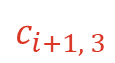 c_{i+1, 3}